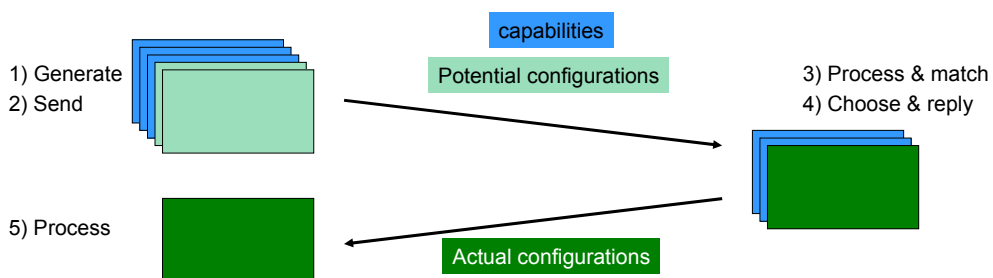 capabilities
1) Generate
2) Send
Potential configurations
3) Process & match
4) Choose & reply
5) Process
Actual configurations